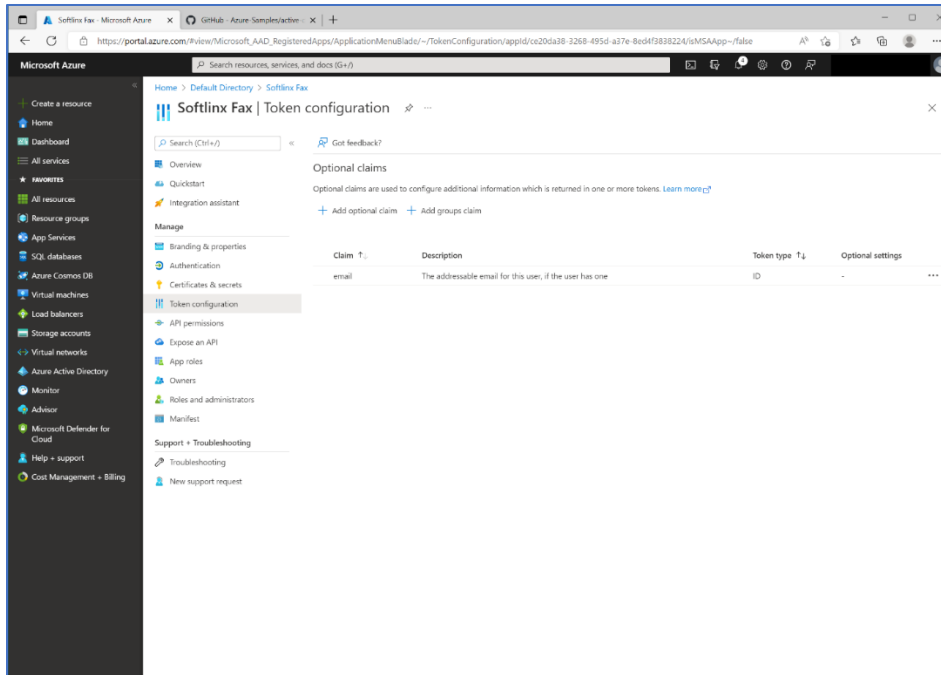 Softlinx Fax - Microsoft Azure
GitHub - Azure-Samples/active-c
https://portal.azure.com/#view/Microsoft_AAD_RegisteredApps/ApplicationMenuBlade/~/TokenConfiguration/appId/ce20da38-3268-495d-a37e-8ed4f3838224/isMSAApp~/false
Microsoft Azure
Search resources, services, and docs (G+/)
4
Create a resource
Home
Dashboard
All services
FAVORITES
All resources
Resource groups
App Services
SQL databases
Azure Cosmos DB
Virtual machines
Load balancers
Storage accounts
Virtual networks
Azure Active Directory
Monitor
Advisor
Microsoft Defender for
Cloud
Help + support
Cost Management + Billing
Home > Default Directory > Softlinx Fax
Softlinx Fax | Token configuration
Search (Ctrl+/)
Overview
Quickstart
Integration assistant
Manage
Branding & properties
Authentication
Certificates & secrets
Token configuration
API permissions
Expose an API
App roles
Owners
Roles and administrators
Manifest
Support + Troubleshooting
Troubleshooting
New support request
Got feedback?
Optional claims
Optional claims are used to configure additional information which is returned in one or more tokens. Learn more
+ Add optional claim + Add groups claim
Claim ↑↓ Description Token type ↑↓ Optional settings
email The addressable email for this user, if the user has one ID -